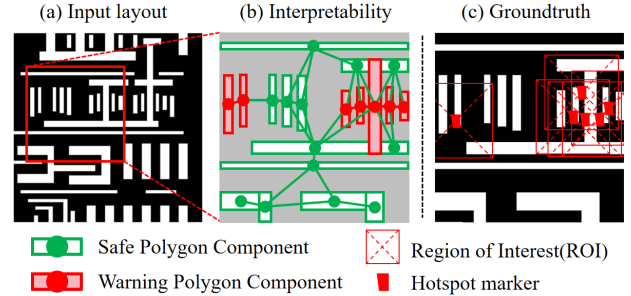 (a) Input layout
(b) Interpretability
(c) Groundtruth
Safe Polygon Component
Region of Interest(ROI)
Warning Polygon Component
Hotspot marker